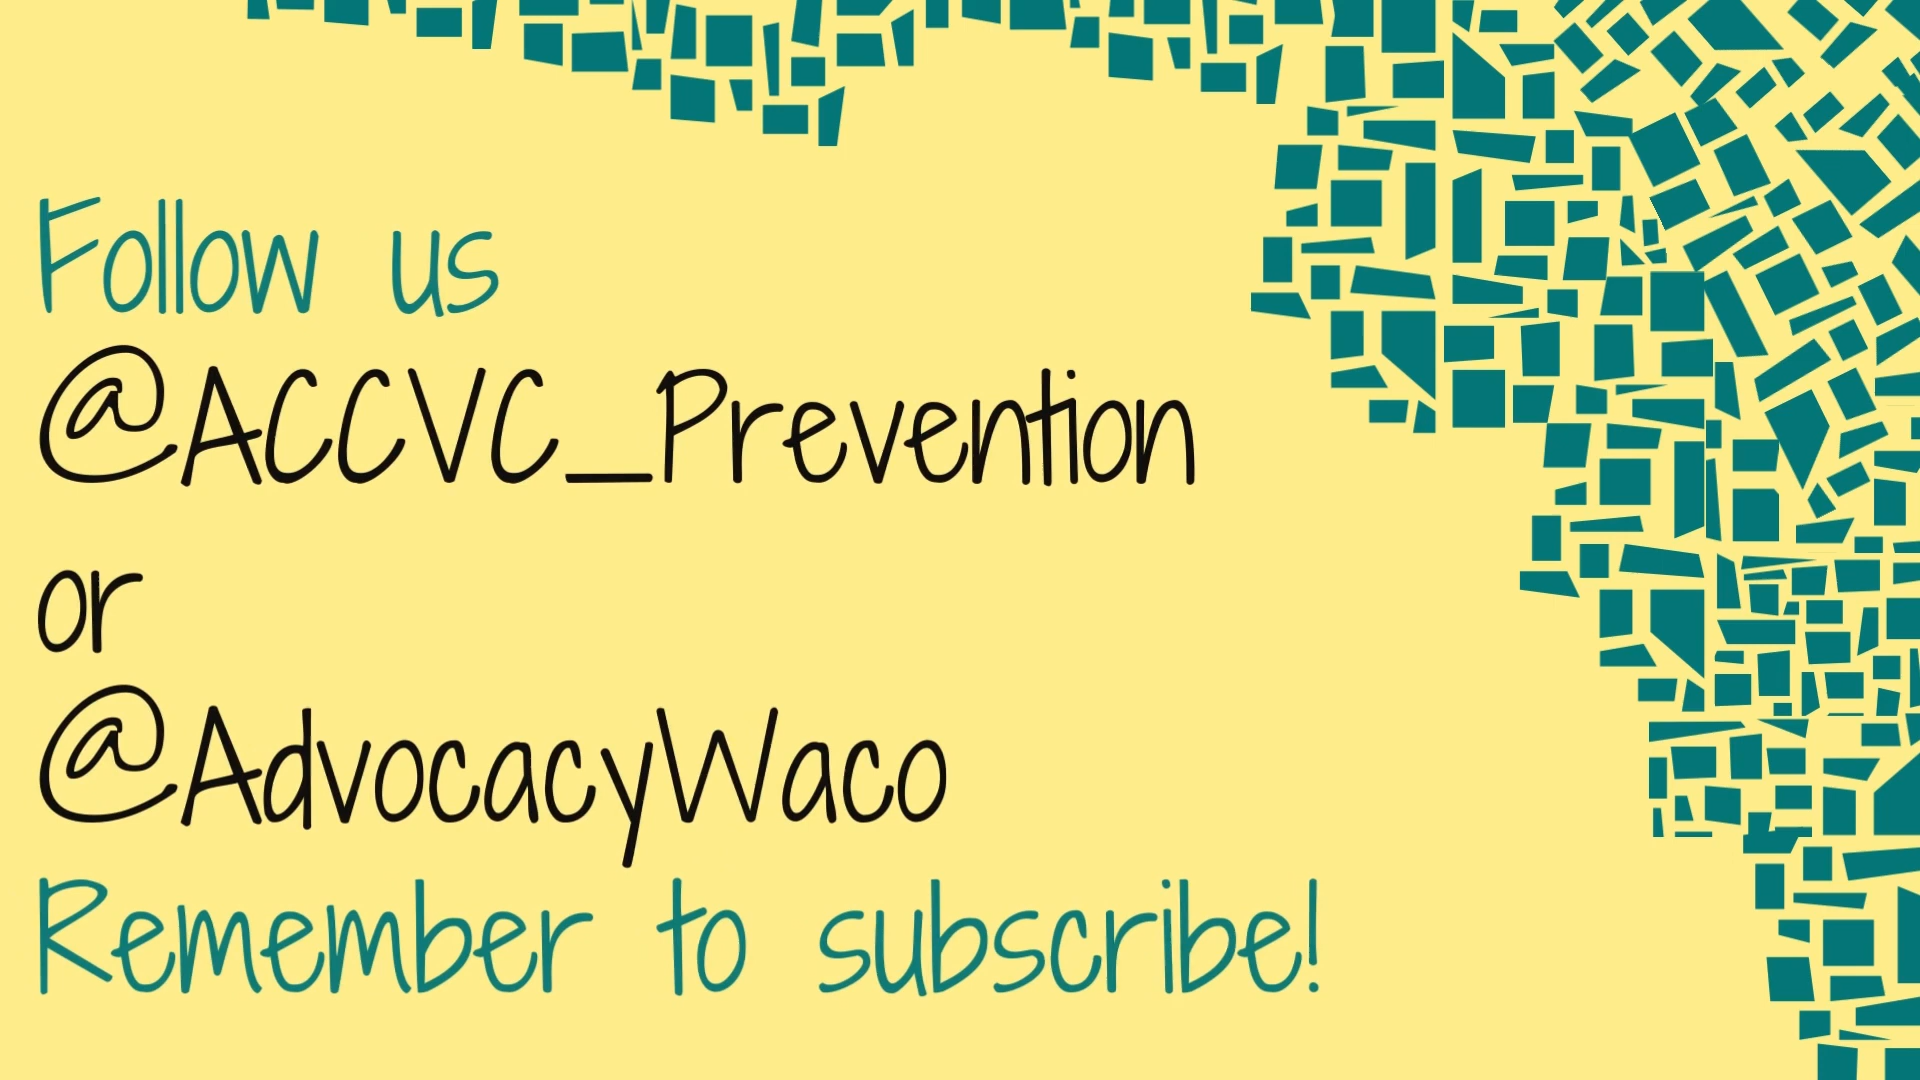 Follow us
@ACCVC_Prevention
or
@AdvocacyWaco
Remember to subscribe!